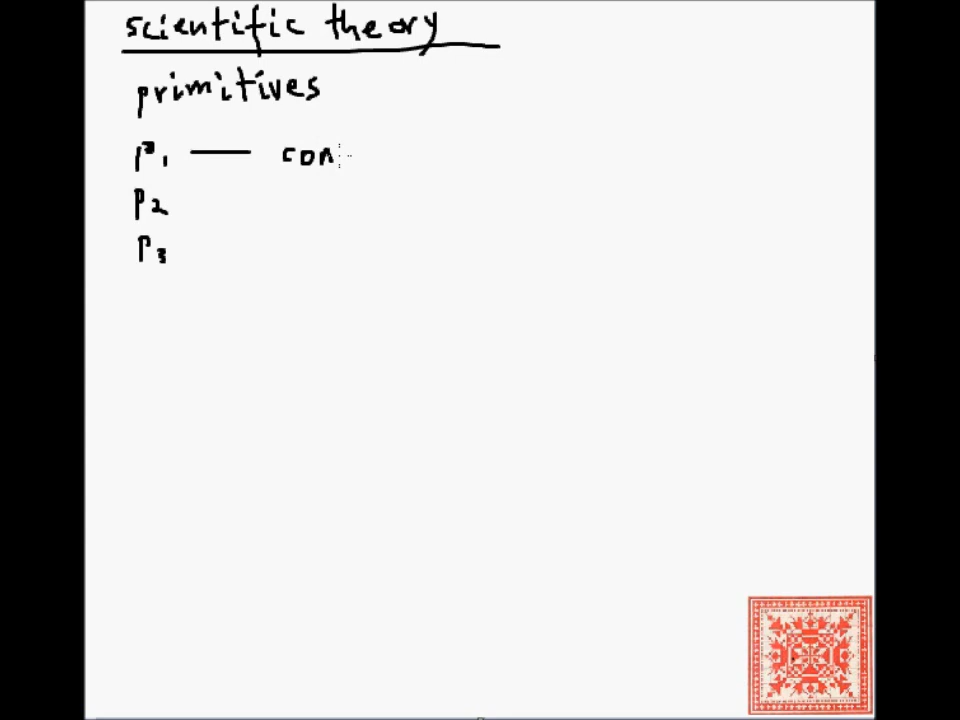 scientific theory
primitives
P1 — con
P2
P3